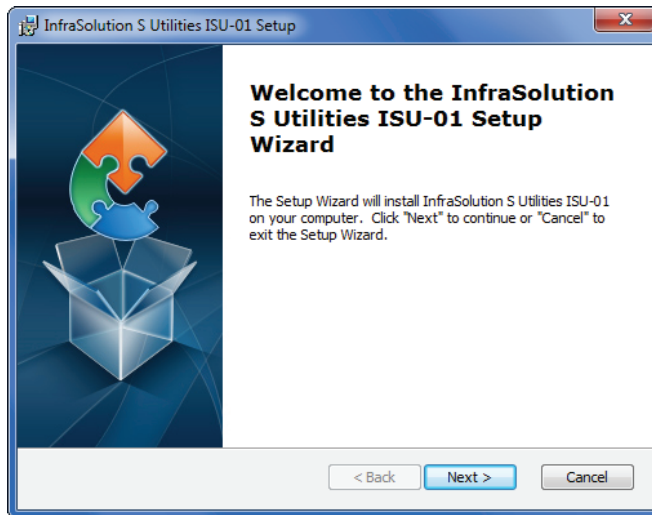 InfraSolution S Utilities ISU-01 Setup
Welcome to the InfraSolution
S Utilities ISU-01 Setup
Wizard
The Setup Wizard will install InfraSolution S Utilities ISU-01
on your computer. Click "Next" to continue or "Cancel" to
exit the Setup Wizard.
< Back
Next >
Cancel